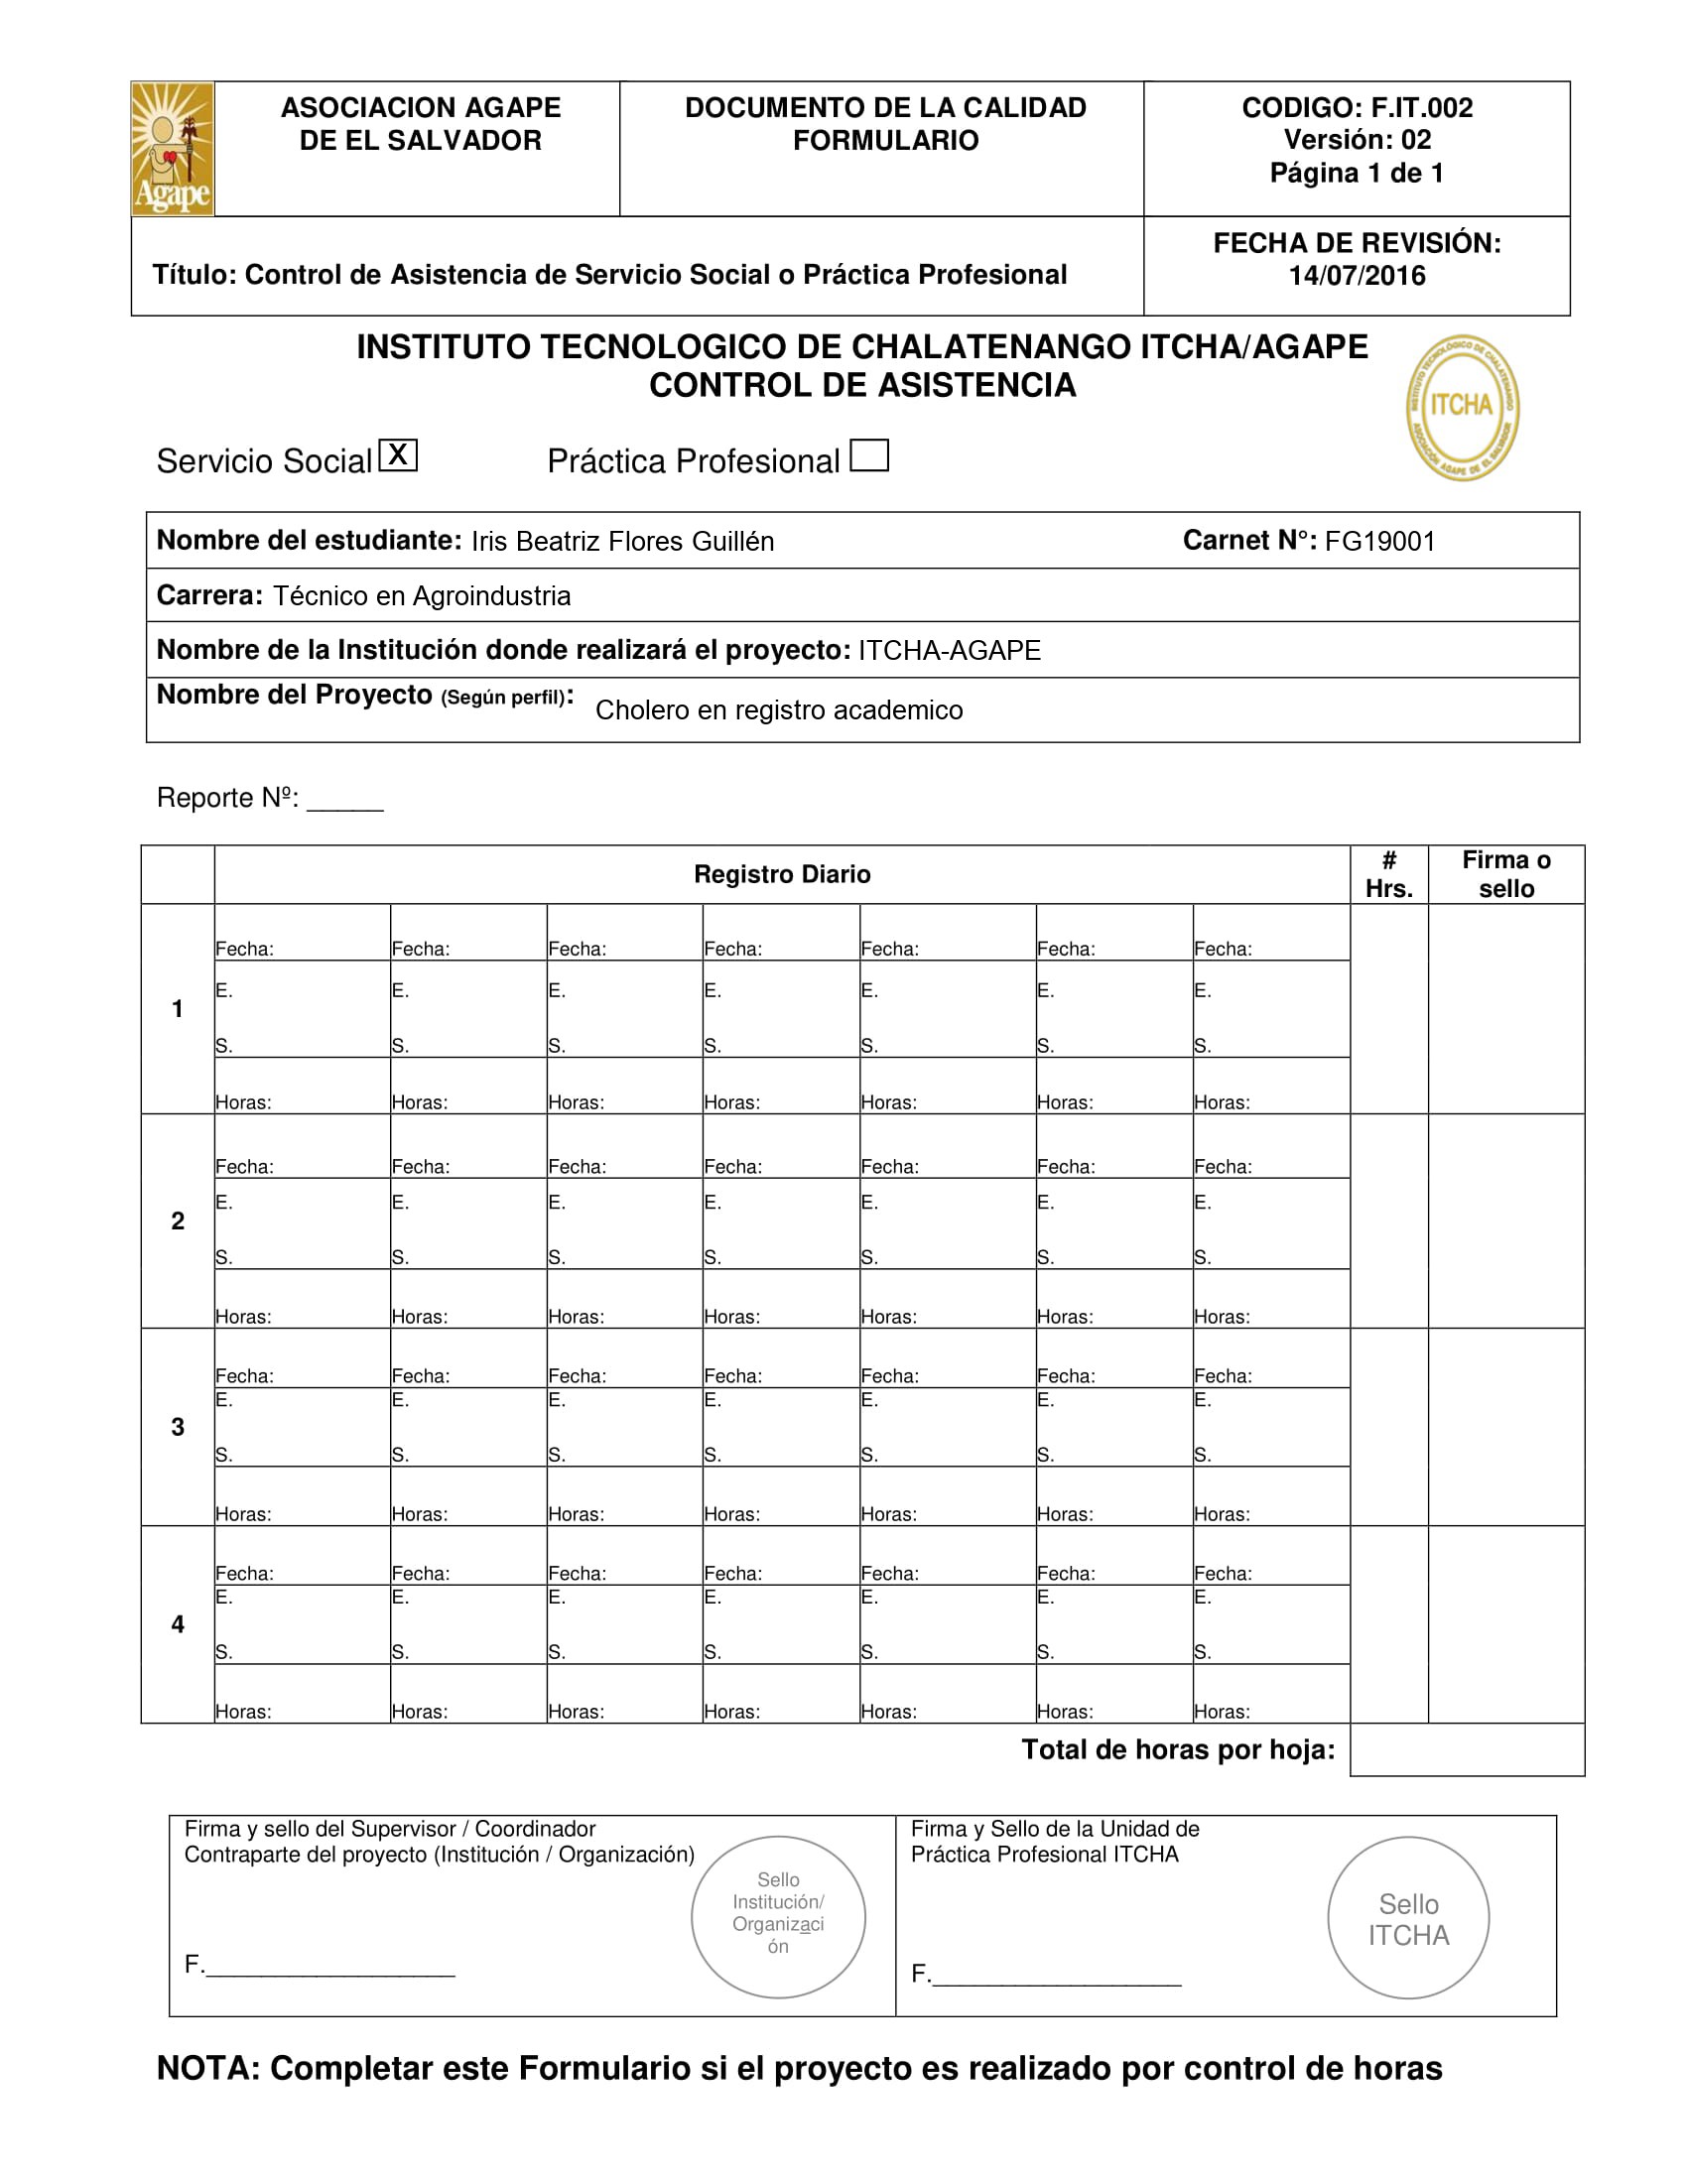 Agape
ASOCIACION AGAPE
DE EL SALVADOR
DOCUMENTO DE LA CALIDAD
FORMULARIO
CODIGO: F.IT.002
Versión: 02
Página 1 de 1
Título: Control de Asistencia de Servicio Social o Práctica Profesional
FECHA DE REVISIÓN:
14/07/2016
INSTITUTO TECNOLOGICO DE CHALATENANGO ITCHA/AGAPE
CONTROL DE ASISTENCIA
INSTITUTO TECNOLÓGICO DE CHALATENANGO
ITCHA
ASOCIACIÓN AGAPE DE EL SALVADOR
Servicio Social X Práctica Profesional
Nombre del estudiante: Iris Beatriz Flores Guillén Carnet N°: FG19001
Carrera: Técnico en Agroindustria
Nombre de la Institución donde realizará el proyecto: ITCHA-AGAPE
Nombre del Proyecto (Según perfil): Cholero en registro academico
Reporte Nº: _____
Registro Diario # Hrs. Firma o sello
Fecha: Fecha: Fecha: Fecha: Fecha: Fecha: Fecha:
1
E. E. E. E. E. E. E.
S. S. S. S. S. S. S.
Horas: Horas: Horas: Horas: Horas: Horas: Horas:
Fecha: Fecha: Fecha: Fecha: Fecha: Fecha: Fecha:
2
E. E. E. E. E. E. E.
S. S. S. S. S. S. S.
Horas: Horas: Horas: Horas: Horas: Horas: Horas:
Fecha: Fecha: Fecha: Fecha: Fecha: Fecha: Fecha:
3
E. E. E. E. E. E. E.
S. S. S. S. S. S. S.
Horas: Horas: Horas: Horas: Horas: Horas: Horas:
Fecha: Fecha: Fecha: Fecha: Fecha: Fecha: Fecha:
4
E. E. E. E. E. E. E.
S. S. S. S. S. S. S.
Horas: Horas: Horas: Horas: Horas: Horas: Horas:
Total de horas por hoja:
Firma y sello del Supervisor / Coordinador
Contraparte del proyecto (Institución / Organización)
Sello
Institución/
Organizaci
ón
F.____________________
Firma y Sello de la Unidad de
Práctica Profesional ITCHA
Sello
ITCHA
F.____________________
NOTA: Completar este Formulario si el proyecto es realizado por control de horas